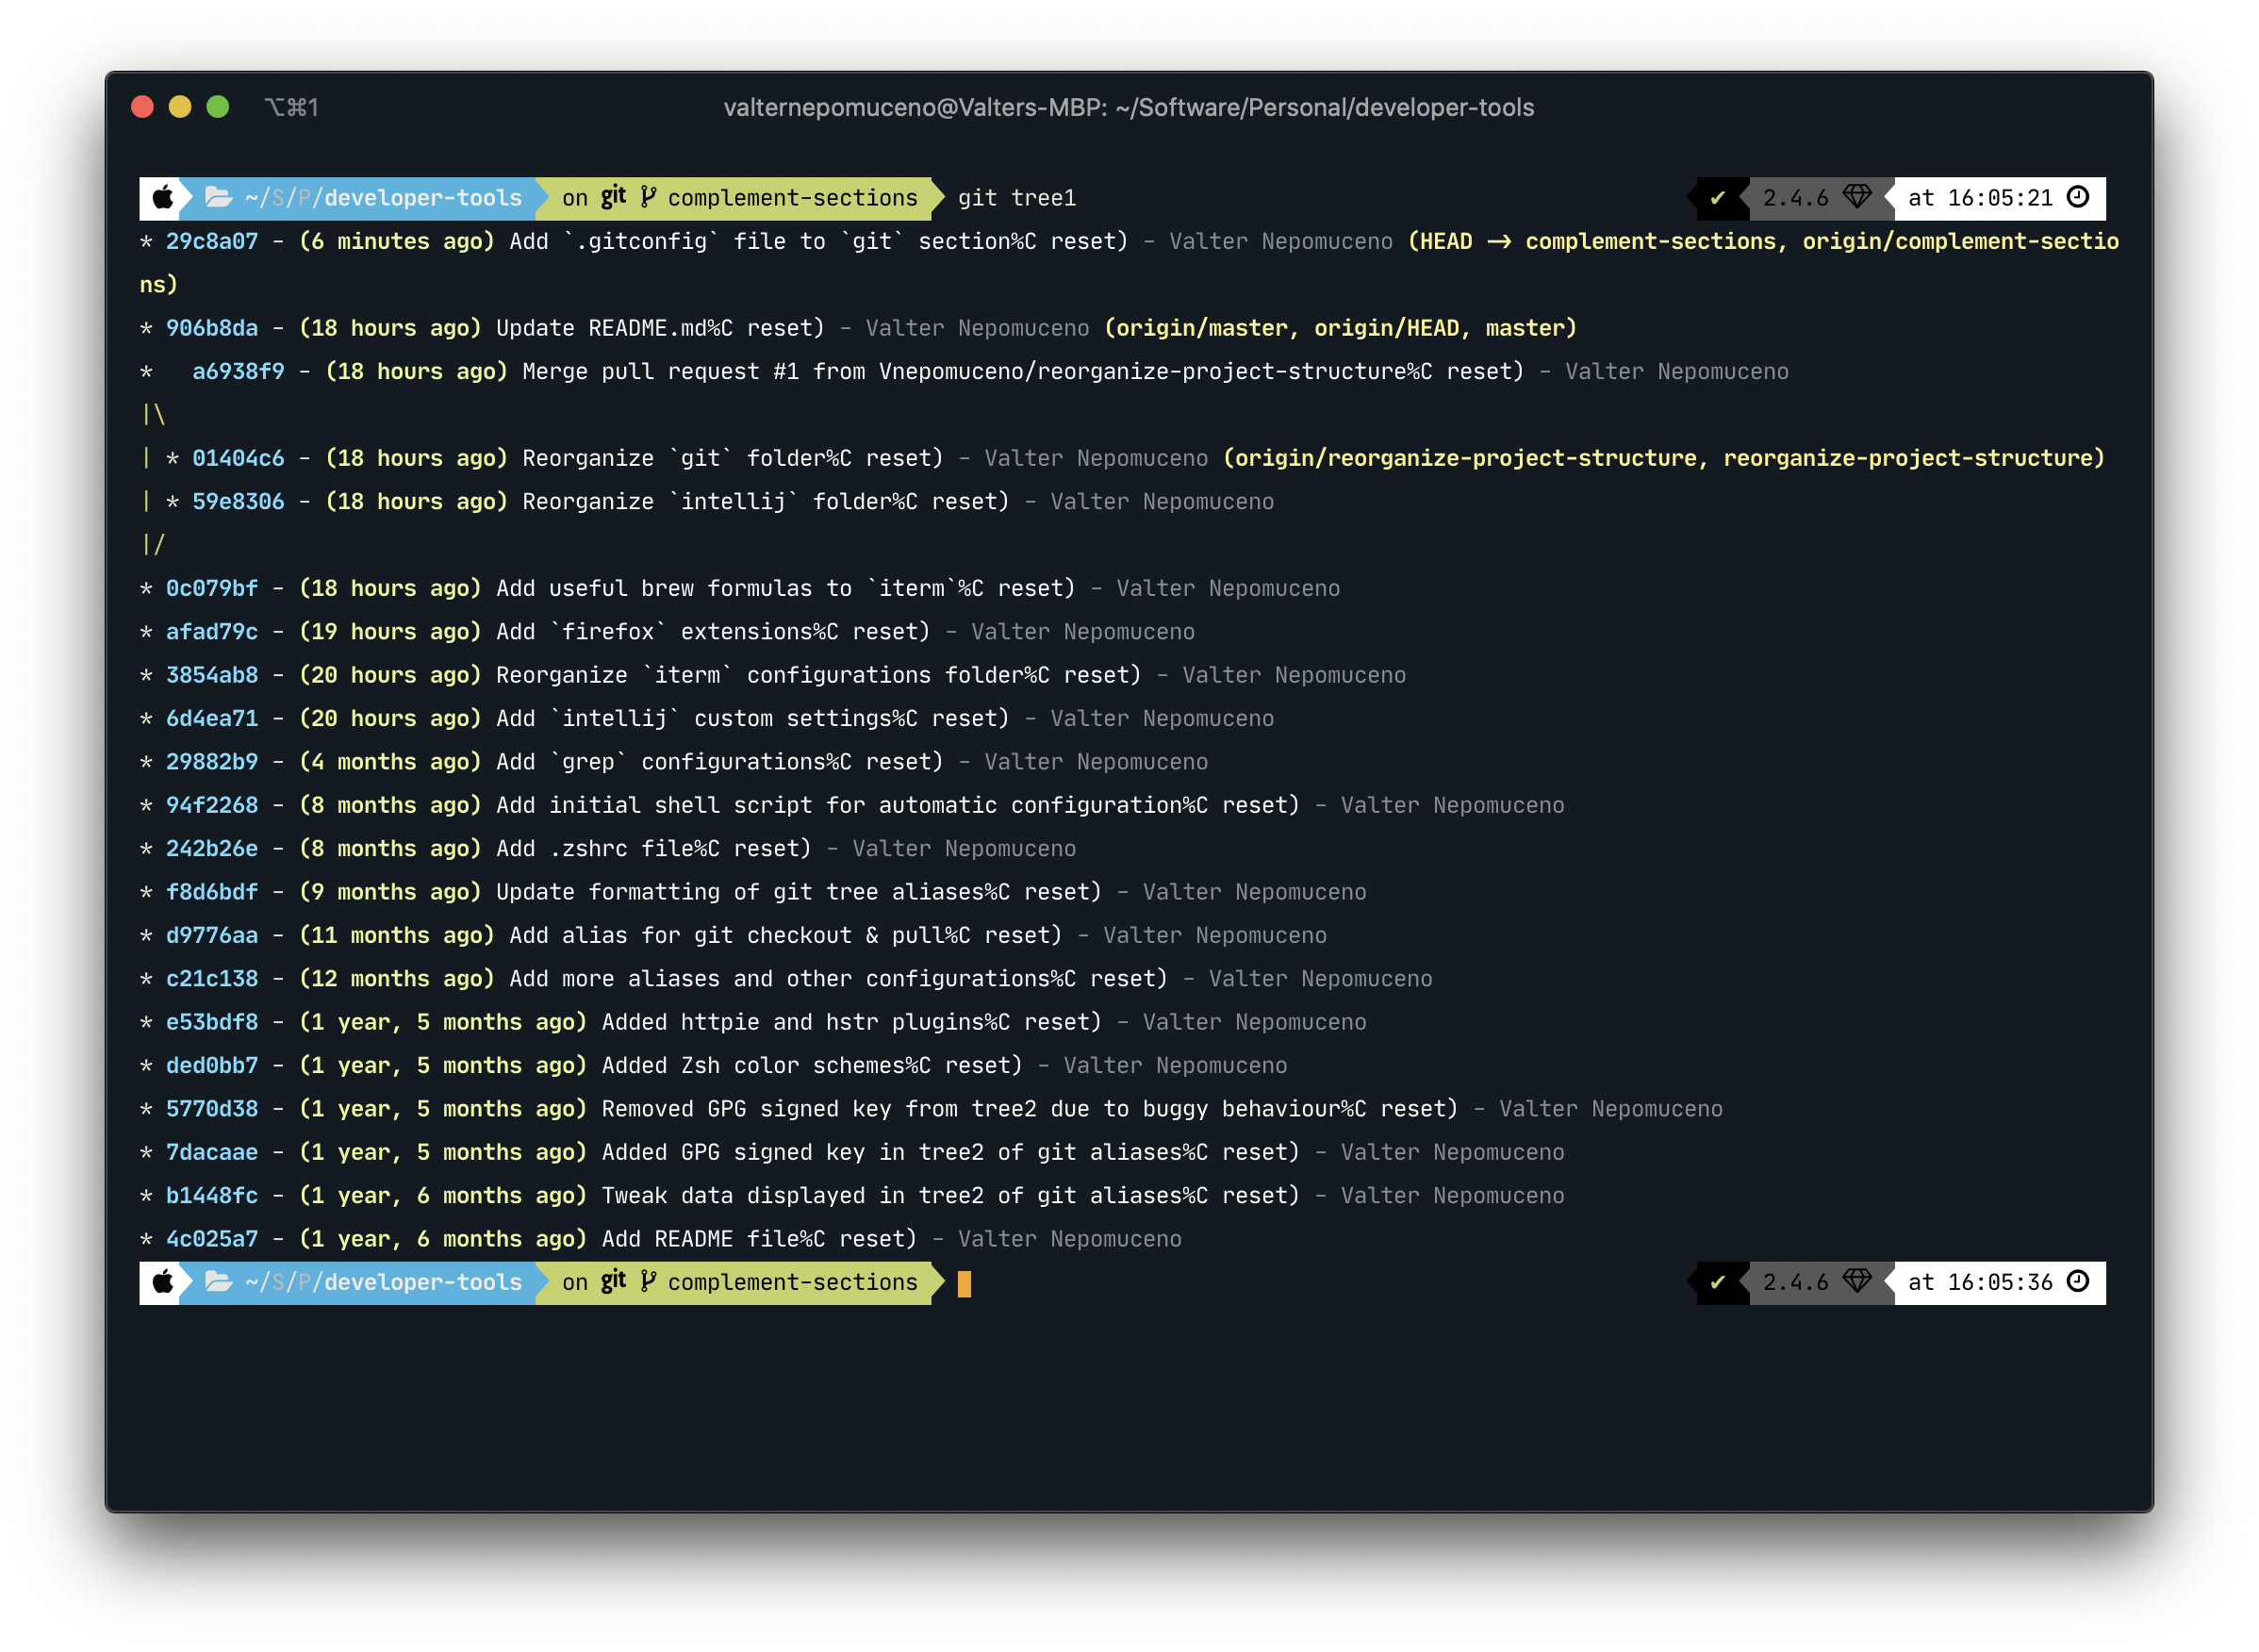 ⌥⌘1 valternepomuceno@Valters-MBP: ~/Software/Personal/developer-tools
~/S/P/developer-tools on git complement-sections git tree1 ✔ 2.4.6 at 16:05:21
* 29c8a07 - (6 minutes ago) Add `.gitconfig` file to `git` section%C reset) - Valter Nepomuceno (HEAD -> complement-sections, origin/complement-sectio
ns)
* 906b8da - (18 hours ago) Update README.md%C reset) - Valter Nepomuceno (origin/master, origin/HEAD, master)
*   a6938f9 - (18 hours ago) Merge pull request #1 from Vnepomuceno/reorganize-project-structure%C reset) - Valter Nepomuceno
|\
| * 01404c6 - (18 hours ago) Reorganize `git` folder%C reset) - Valter Nepomuceno (origin/reorganize-project-structure, reorganize-project-structure)
| * 59e8306 - (18 hours ago) Reorganize `intellij` folder%C reset) - Valter Nepomuceno
|/
* 0c079bf - (18 hours ago) Add useful brew formulas to `iterm`%C reset) - Valter Nepomuceno
* afad79c - (19 hours ago) Add `firefox` extensions%C reset) - Valter Nepomuceno
* 3854ab8 - (20 hours ago) Reorganize `iterm` configurations folder%C reset) - Valter Nepomuceno
* 6d4ea71 - (20 hours ago) Add `intellij` custom settings%C reset) - Valter Nepomuceno
* 29882b9 - (4 months ago) Add `grep` configurations%C reset) - Valter Nepomuceno
* 94f2268 - (8 months ago) Add initial shell script for automatic configuration%C reset) - Valter Nepomuceno
* 242b26e - (8 months ago) Add .zshrc file%C reset) - Valter Nepomuceno
* f8d6bdf - (9 months ago) Update formatting of git tree aliases%C reset) - Valter Nepomuceno
* d9776aa - (11 months ago) Add alias for git checkout & pull%C reset) - Valter Nepomuceno
* c21c138 - (12 months ago) Add more aliases and other configurations%C reset) - Valter Nepomuceno
* e53bdf8 - (1 year, 5 months ago) Added httpie and hstr plugins%C reset) - Valter Nepomuceno
* ded0bb7 - (1 year, 5 months ago) Added Zsh color schemes%C reset) - Valter Nepomuceno
* 5770d38 - (1 year, 5 months ago) Removed GPG signed key from tree2 due to buggy behaviour%C reset) - Valter Nepomuceno
* 7dacaae - (1 year, 5 months ago) Added GPG signed key in tree2 of git aliases%C reset) - Valter Nepomuceno
* b1448fc - (1 year, 6 months ago) Tweak data displayed in tree2 of git aliases%C reset) - Valter Nepomuceno
* 4c025a7 - (1 year, 6 months ago) Add README file%C reset) - Valter Nepomuceno
~/S/P/developer-tools on git complement-sections ✔ 2.4.6 at 16:05:36